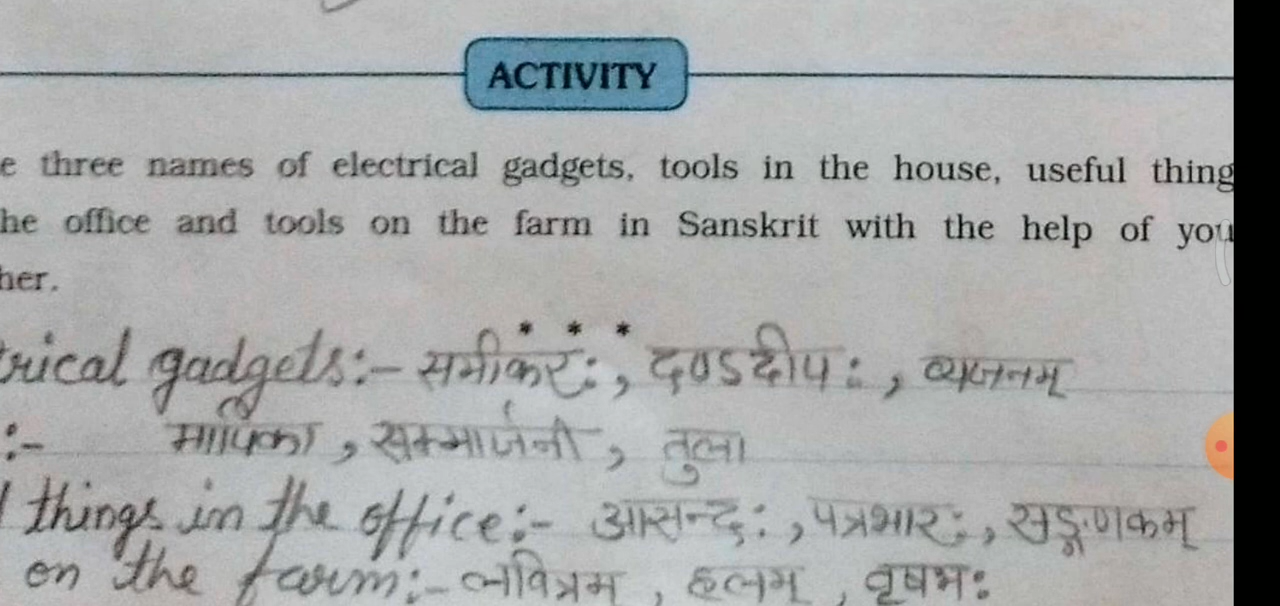 ACTIVITY
e three names of electrical gadgets, tools in the house, useful thing
he office and tools on the farm in Sanskrit with the help of you
her.
* * *
rical gadgets:- समीकरः, दण्डदीपः, व्यजनम्
:- मापिका, सम्मार्जनी, तुला
l things in the office:- आसन्दः, पत्रभारः, सङ्गणकम्
on the farm:- लवित्रम, हलम्, वृषभः